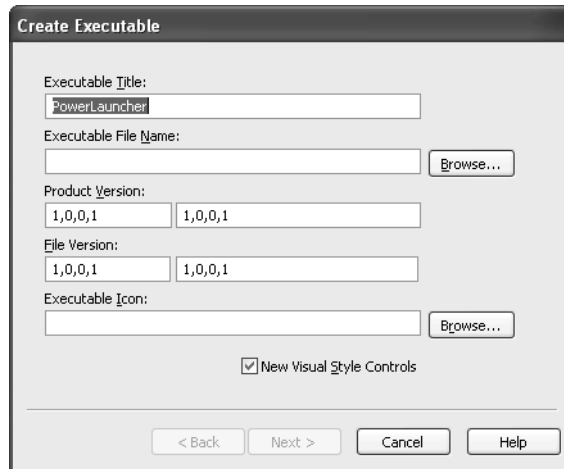 Create Executable
Executable Title:
PowerLauncher
Executable File Name:
Browse...
Product Version:
1,0,0,1 1,0,0,1
File Version:
1,0,0,1 1,0,0,1
Executable Icon:
Browse...
New Visual Style Controls
< Back Next > Cancel Help